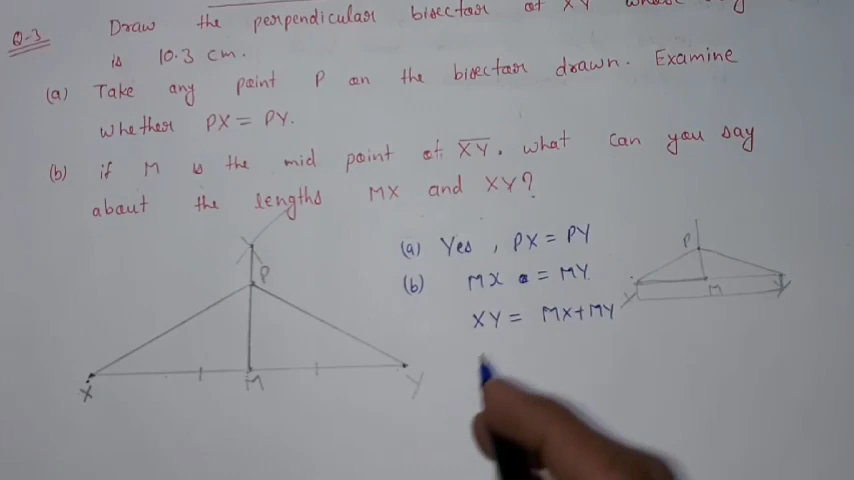 Q-3 Draw the perpendicular bisector of XY whose
is 10.3 cm.
(a) Take any point P on the bisector drawn. Examine
whether PX = PY.
(b) if M is the mid point of XY. what can you say
about the lengths MX and XY?
(a) Yes, PX = PY
(b) MX = MY
XY = MX+MY
P
X
M
Y
P
X
M
Y